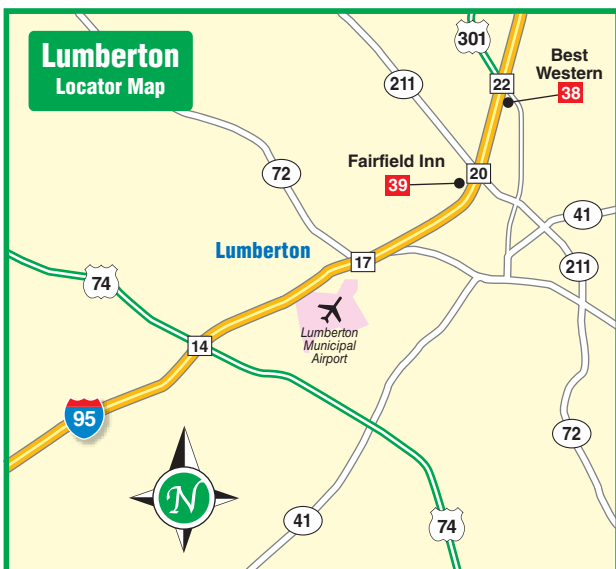 Lumberton
Locator Map
301
Best
Western
38
22
211
Fairfield Inn
39
20
72
41
Lumberton
17
211
74
Lumberton
Municipal
Airport
14
95
72
N
41
74